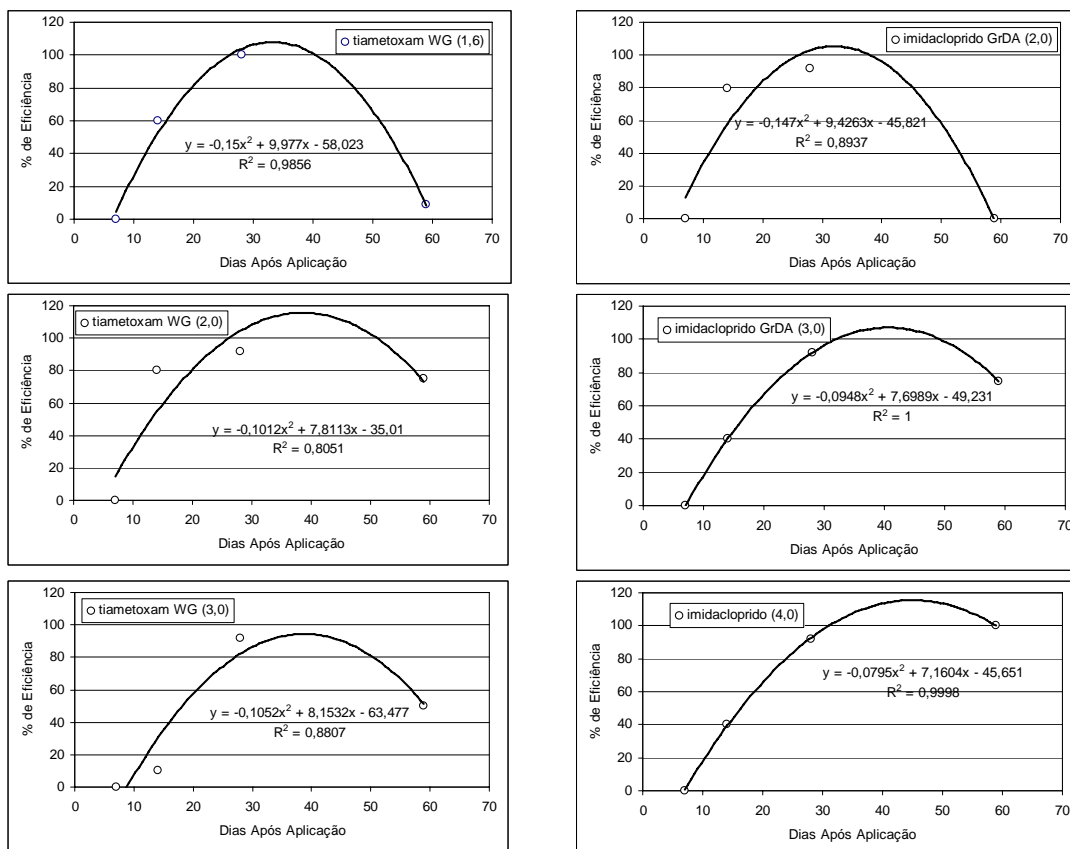 tiametoxam WG (1,6)
120
100
80
60
40
20
0
% de Eficiência
y = -0,15x² + 9,977x - 58,023
R² = 0,9856
0 10 20 30 40 50 60 70
Dias Após Aplicação
imidacloprido GrDA (2,0)
120
100
80
60
40
20
0
% de Eficiênca
y = -0,147x² + 9,4263x - 45,821
R² = 0,8937
0 10 20 30 40 50 60 70
Dias Após Aplicação
tiametoxam WG (2,0)
120
100
80
60
40
20
0
% de Eficiência
y = -0,1012x² + 7,8113x - 35,01
R² = 0,8051
0 10 20 30 40 50 60 70
Dias Após Aplicação
imidacloprido GrDA (3,0)
120
100
80
60
40
20
0
% de Eficiência
y = -0,0948x² + 7,6989x - 49,231
R² = 1
0 10 20 30 40 50 60 70
Dias Após Aplicação
tiametoxam WG (3,0)
120
100
80
60
40
20
0
% de Eficiência
y = -0,1052x² + 8,1532x - 63,477
R² = 0,8807
0 10 20 30 40 50 60 70
Dias Após Aplicação
imidacloprido (4,0)
120
100
80
60
40
20
0
% de Eficiência
y = -0,0795x² + 7,1604x - 45,651
R² = 0,9998
0 10 20 30 40 50 60 70
Dias Após Aplicação